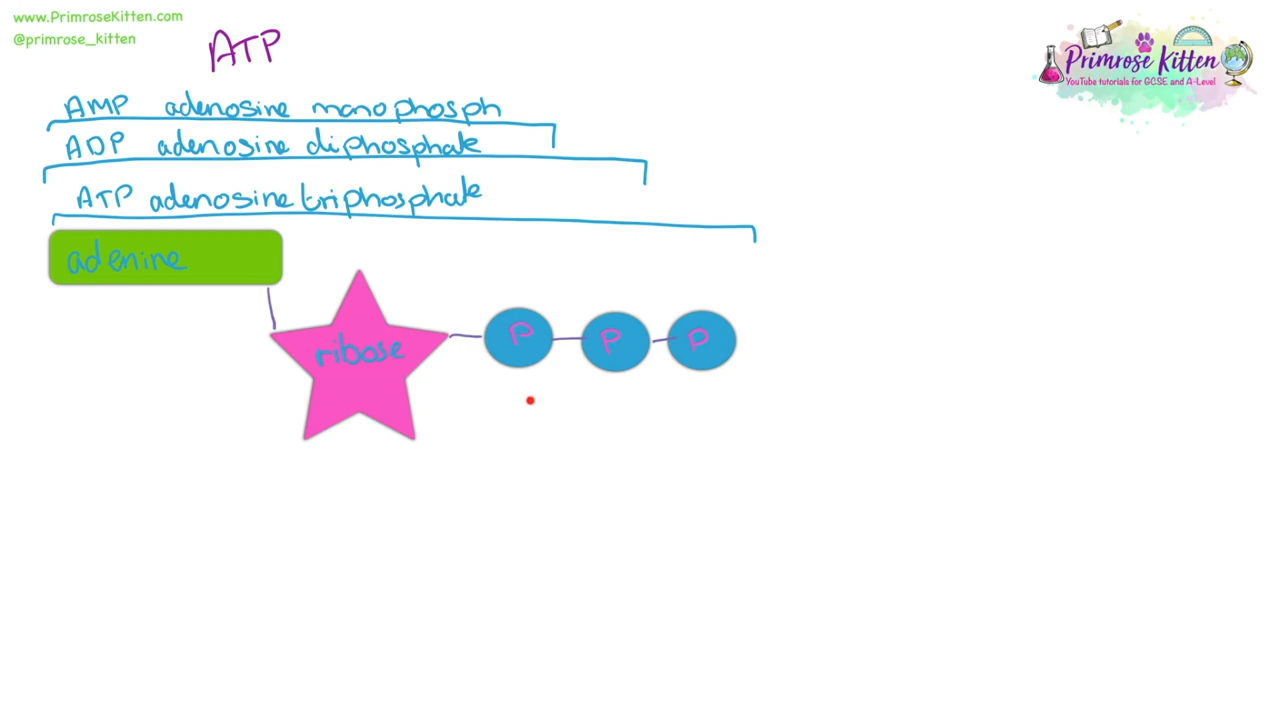 www.PrimroseKitten.com
@primrose_kitten
ATP
Primrose Kitten
YouTube tutorials for GCSE and A-Level
AMP adenosine monophosph
ADP adenosine diphosphate
ATP adenosine triphosphate
adenine
ribose
P P P